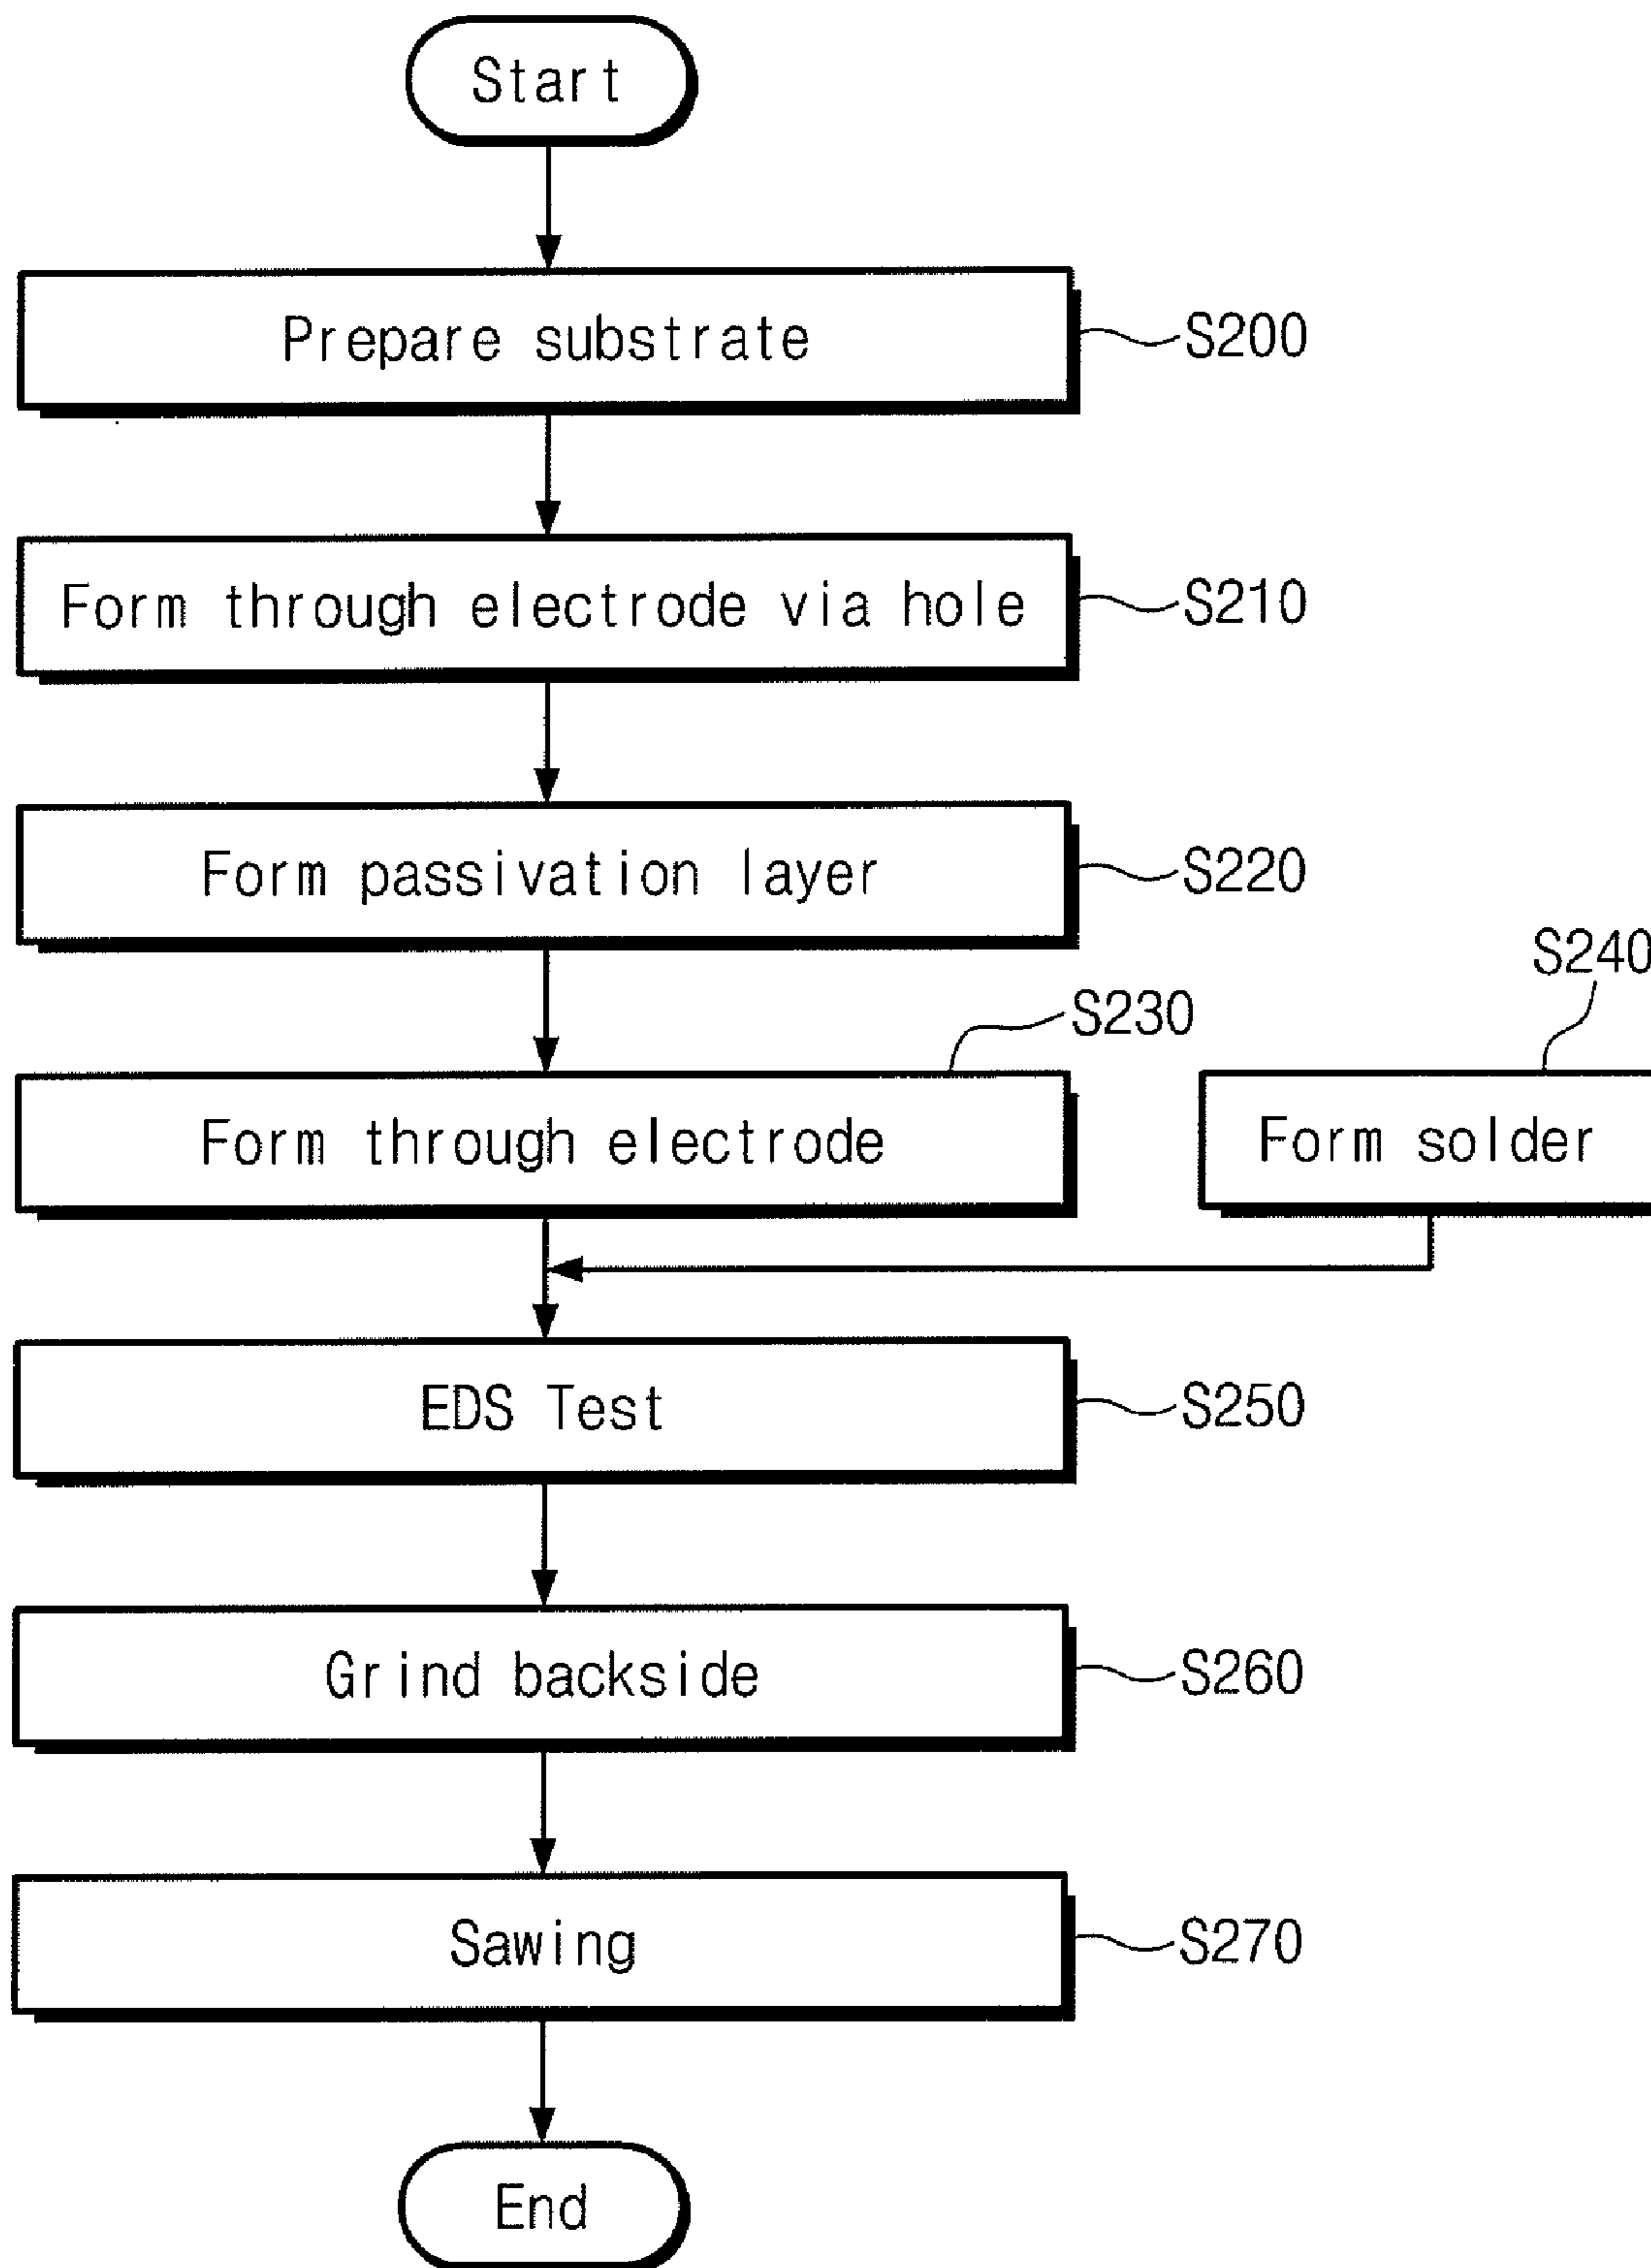 Start
Prepare substrate
S200
Form through electrode via hole
S210
Form passivation layer
S220
S240
S230
Form through electrode
Form solder
EDS Test
S250
Grind backside
S260
Sawing
S270
End